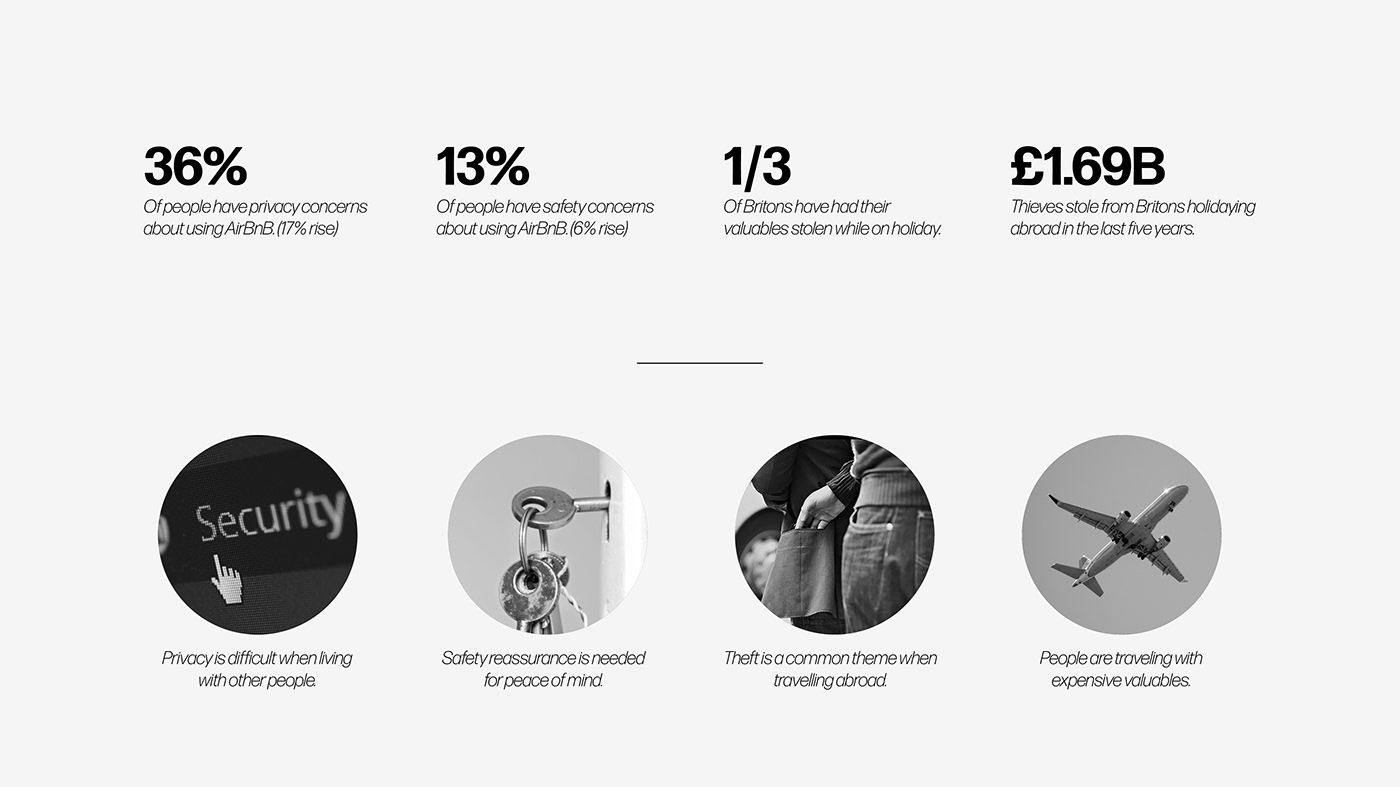 36%
Of people have privacy concerns
about using AirBnB. (17% rise)
13%
Of people have safety concerns
about using AirBnB. (6% rise)
1/3
Of Britons have had their
valuables stolen while on holiday.
£1.69B
Thieves stole from Britons holidaying
abroad in the last five years.
Security
Privacy is difficult when living
with other people.
Safety reassurance is needed
for peace of mind.
Theft is a common theme when
travelling abroad.
People are traveling with
expensive valuables.